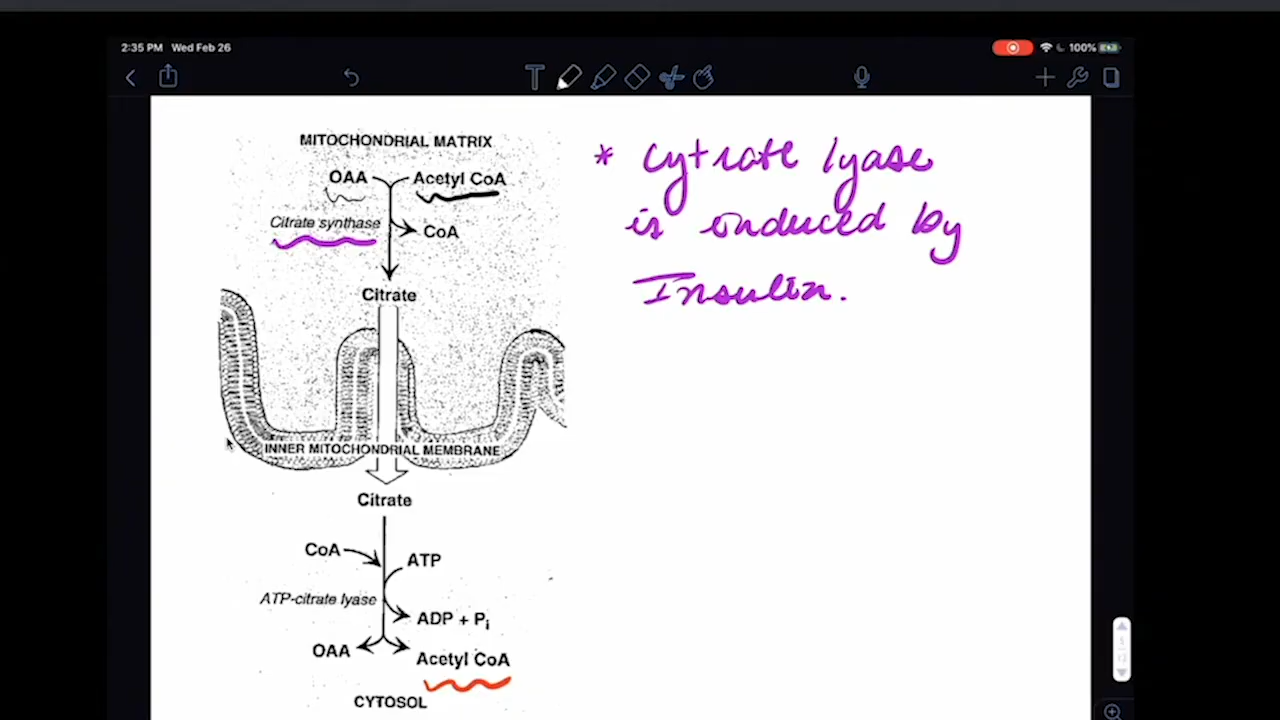 2:35 PM Wed Feb 26
100%
MITOCHONDRIAL MATRIX
OAA Acetyl CoA
Citrate synthase
CoA
Citrate
INNER MITOCHONDRIAL MEMBRANE
Citrate
CoA
ATP
ATP-citrate lyase
ADP + Pi
OAA
Acetyl CoA
CYTOSOL
* Cytrate lyase
is induced by
Insulin.